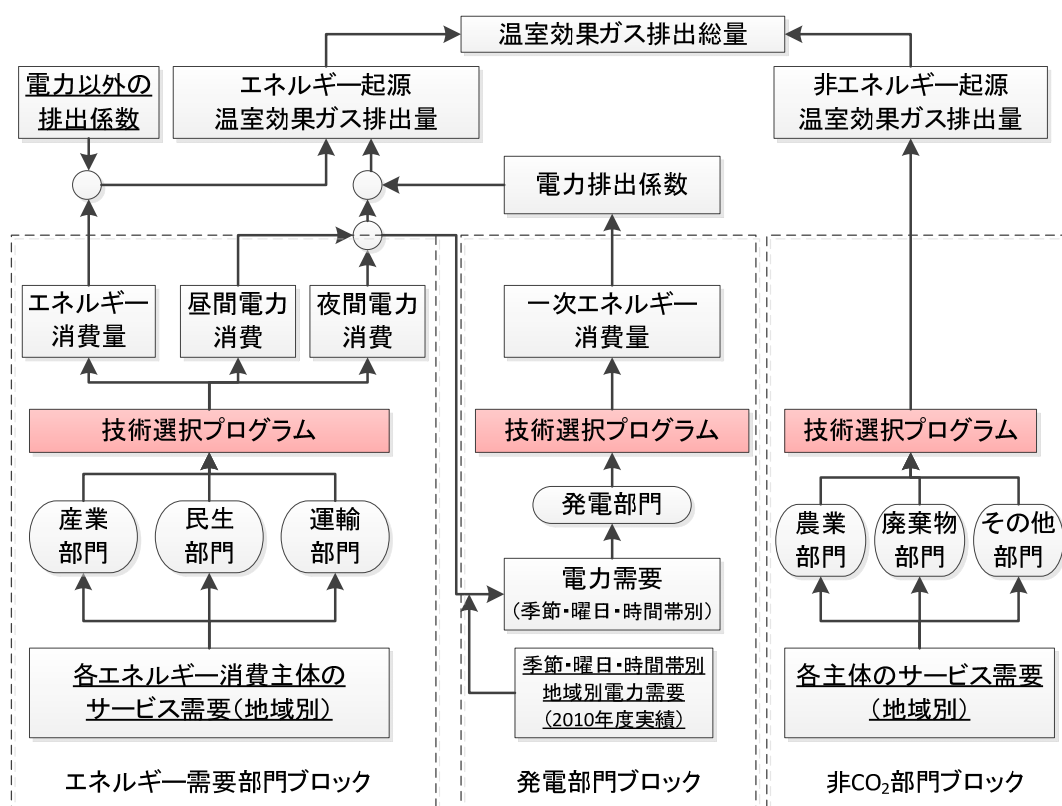 温室効果ガス排出総量
電力以外の
排出係数
エネルギー起源
温室効果ガス排出量
非エネルギー起源
温室効果ガス排出量
電力排出係数
エネルギー
消費量
昼間電力
消費
夜間電力
消費
一次エネルギー
消費量
技術選択プログラム
技術選択プログラム
技術選択プログラム
産業
部門
民生
部門
運輸
部門
発電部門
農業
部門
廃棄物
部門
その他
部門
電力需要
(季節・曜日・時間帯別)
各エネルギー消費主体の
サービス需要(地域別)
季節・曜日・時間帯別
地域別電力需要
(2010年度実績)
各主体のサービス需要
(地域別)
エネルギー需要部門ブロック
発電部門ブロック
非CO₂部門ブロック